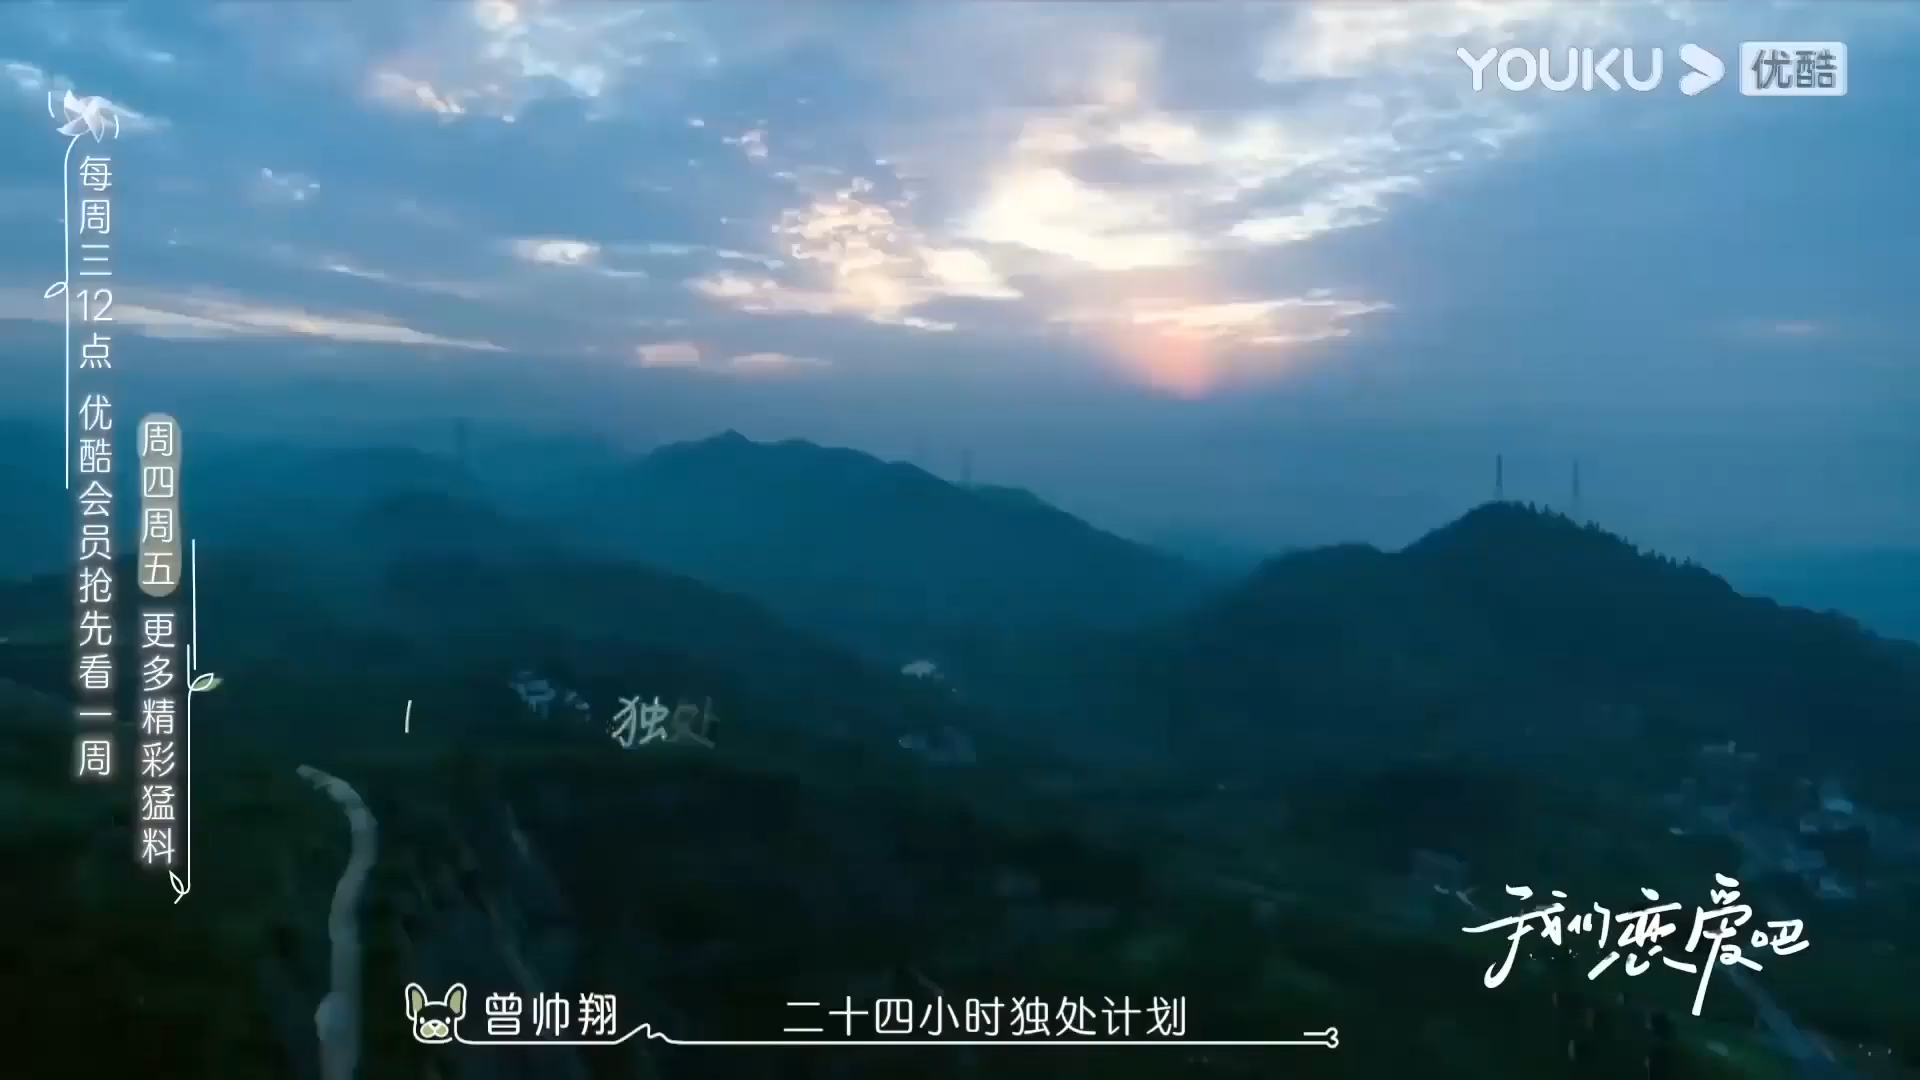 YOUKU 优酷
每周三12点 优酷会员抢先看一周
周四周五 更多精彩猛料
独处
我们恋爱吧
曾帅翔 二十四小时独处计划